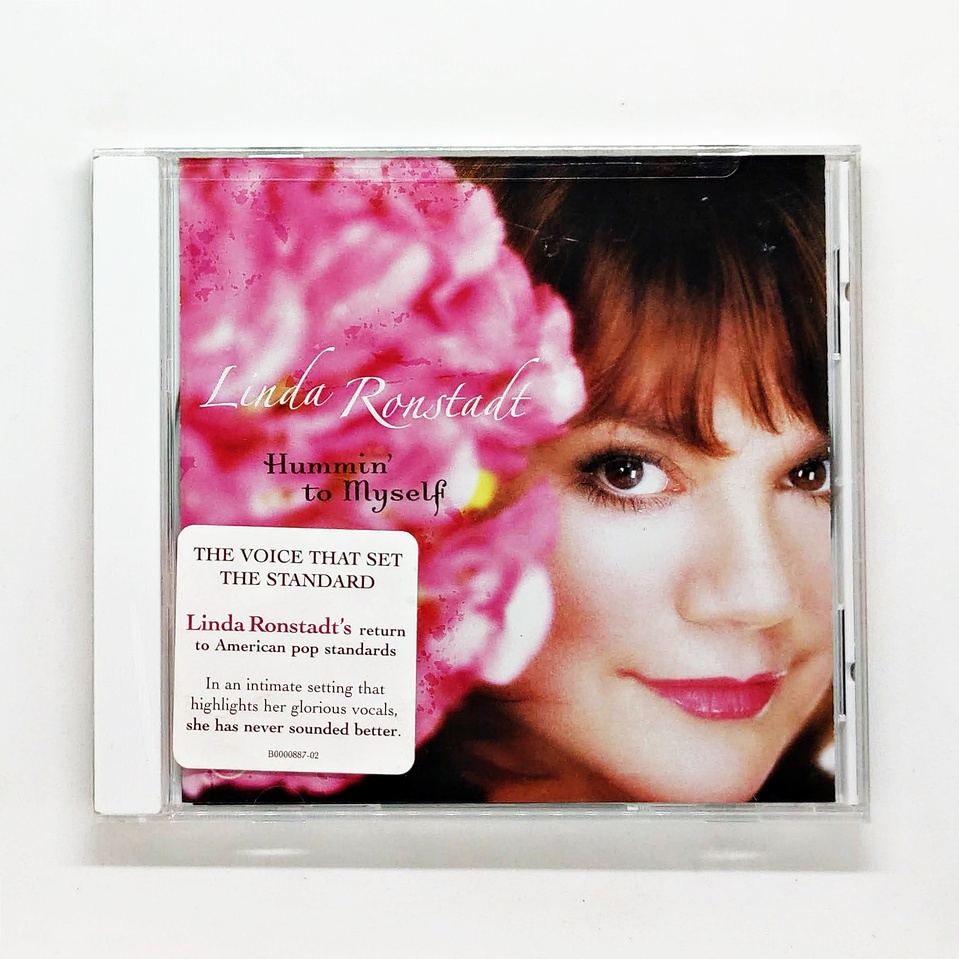 Linda Ronstadt
Hummin'
to Myself
THE VOICE THAT SET
THE STANDARD
Linda Ronstadt's return
to American pop standards
In an intimate setting that
highlights her glorious vocals,
she has never sounded better.
B0000887-02